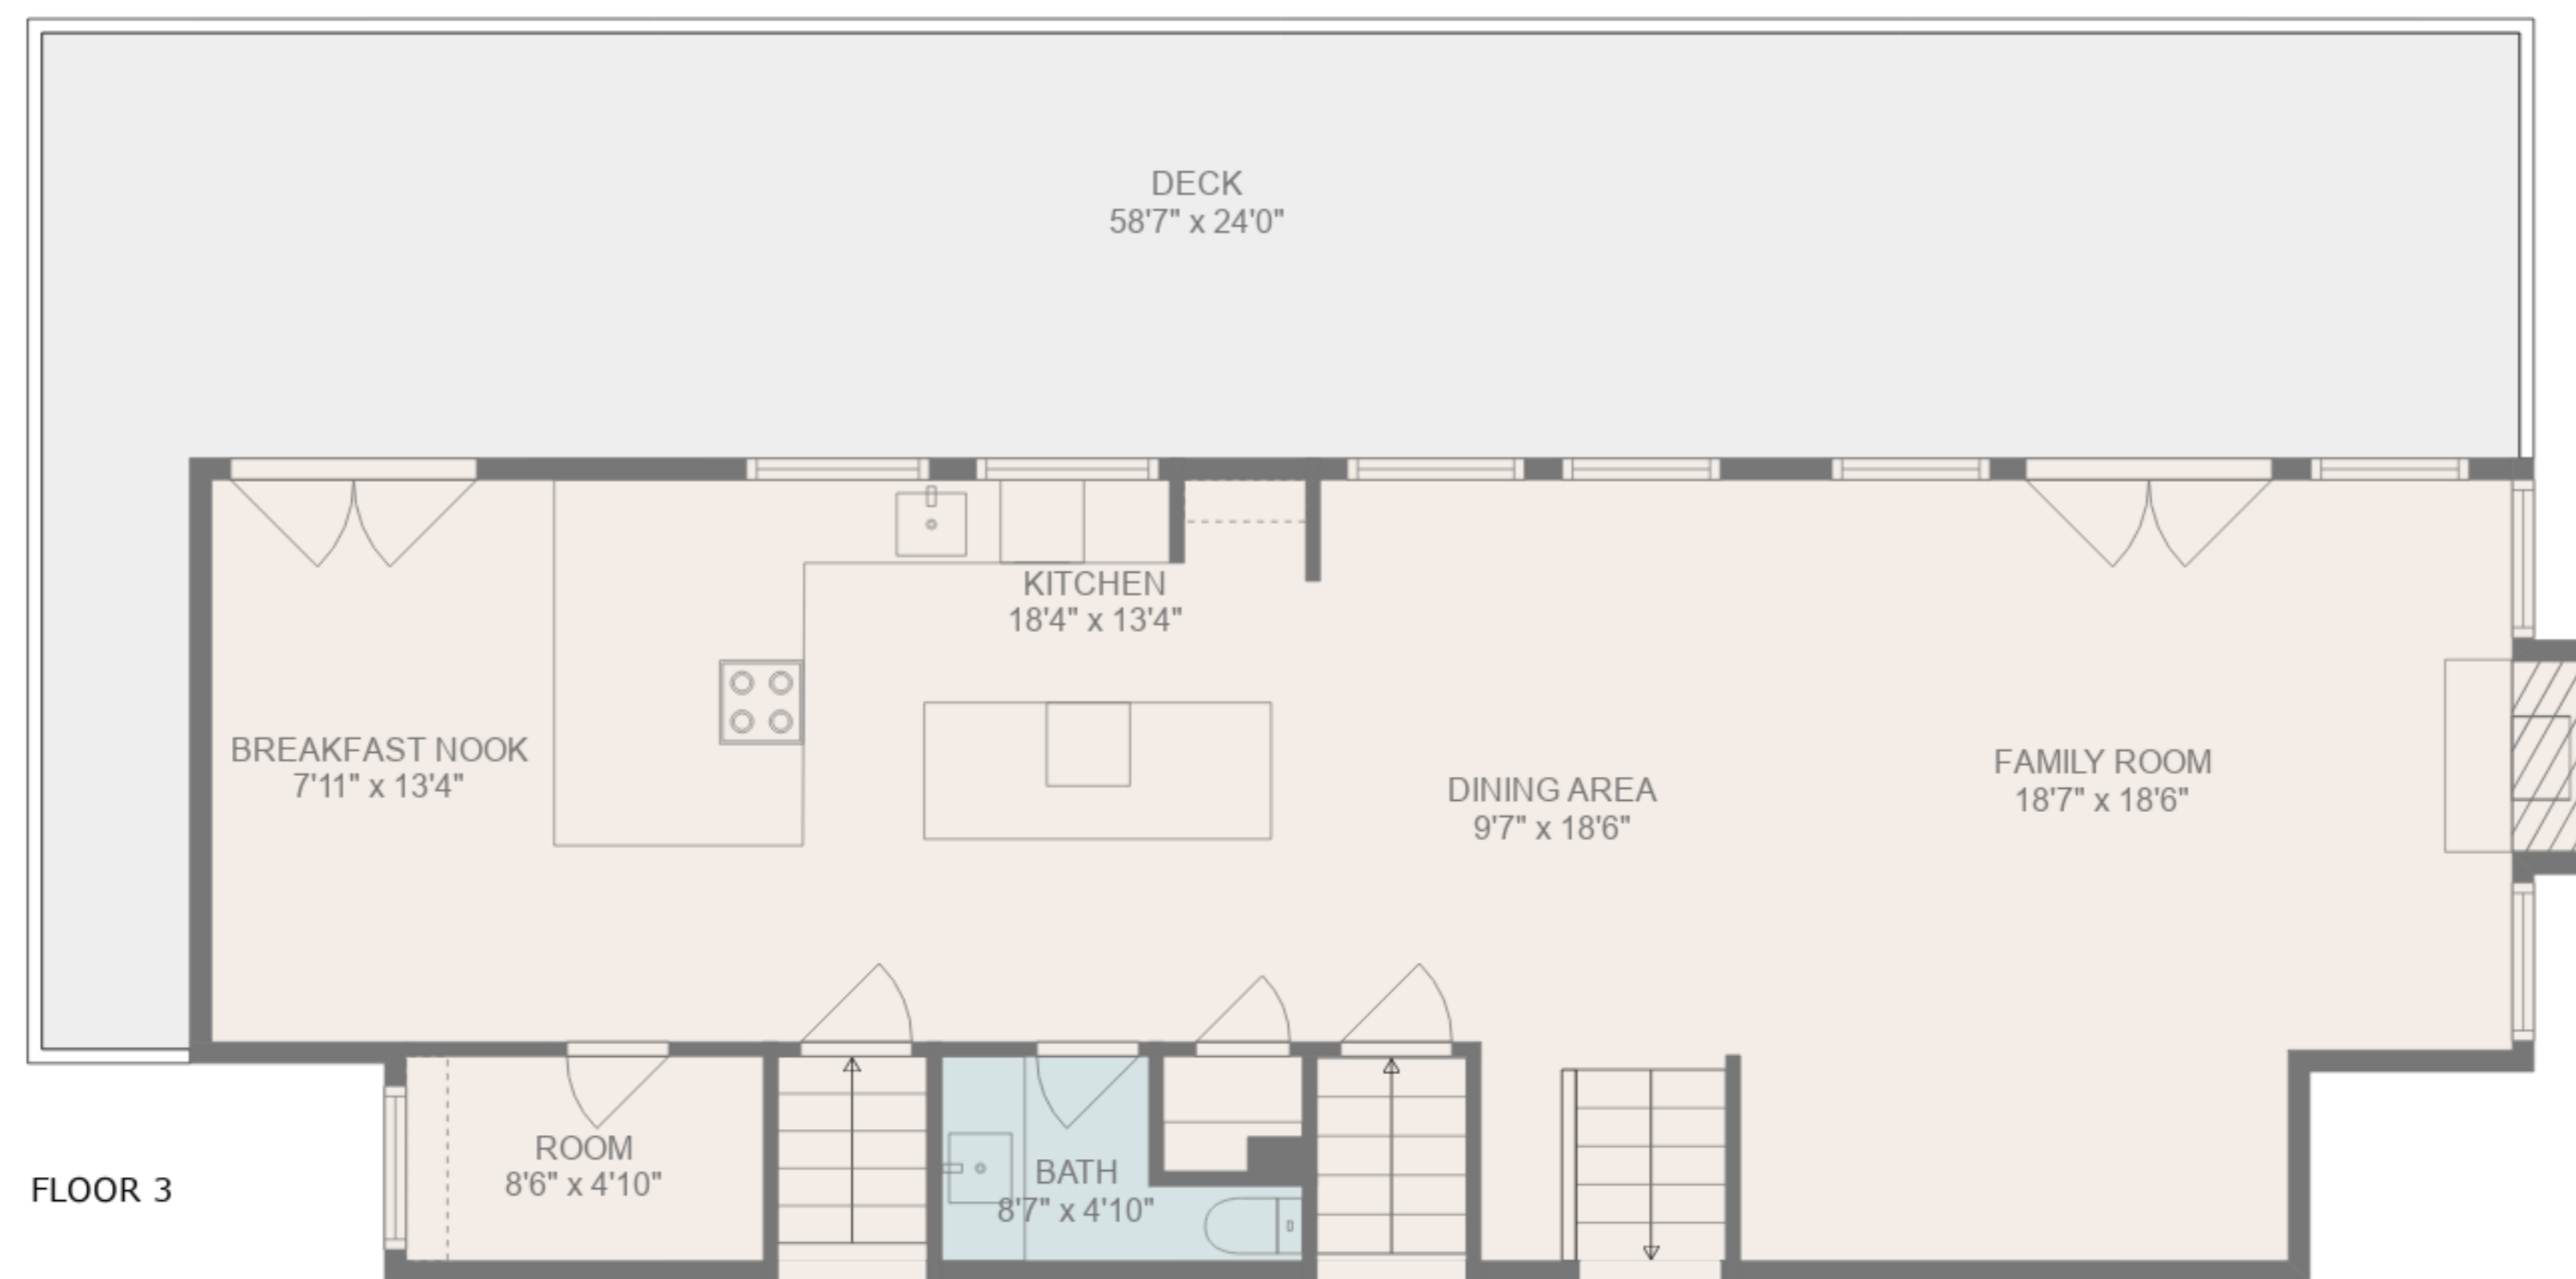 DECK
58'7" x 24'0"
KITCHEN
18'4" x 13'4"
BREAKFAST NOOK
7'11" x 13'4"
DINING AREA
9'7" x 18'6"
FAMILY ROOM
18'7" x 18'6"
ROOM
8'6" x 4'10"
BATH
8'7" x 4'10"
FLOOR 3